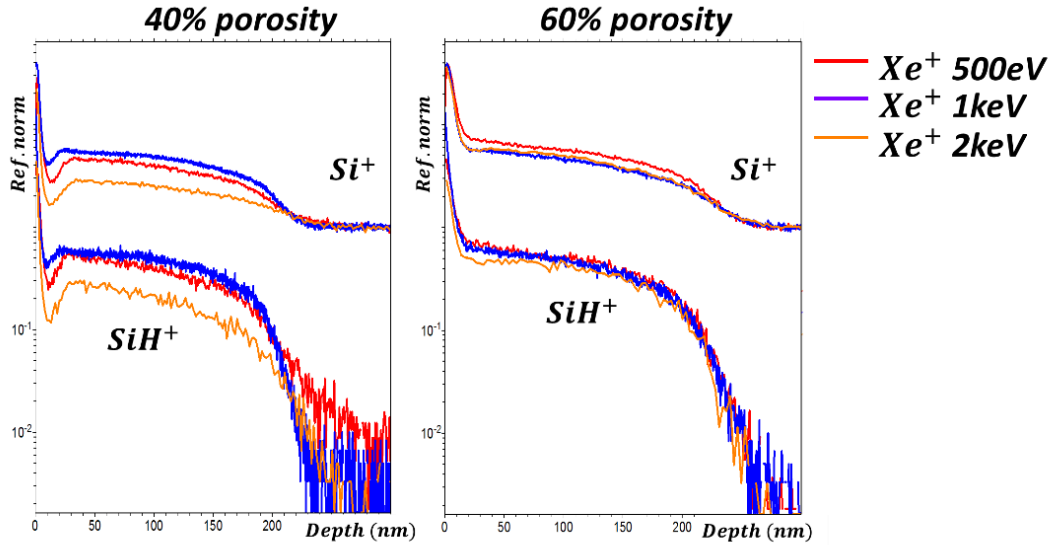 40% porosity
60% porosity
Ref. norm
Ref. norm
10⁻¹
10⁻²
10⁻¹
10⁻²
Si⁺
SiH⁺
Si⁺
SiH⁺
0
50
100
150
200
Depth (nm)
0
50
100
150
200
Depth (nm)
Xe⁺ 500eV
Xe⁺ 1keV
Xe⁺ 2keV